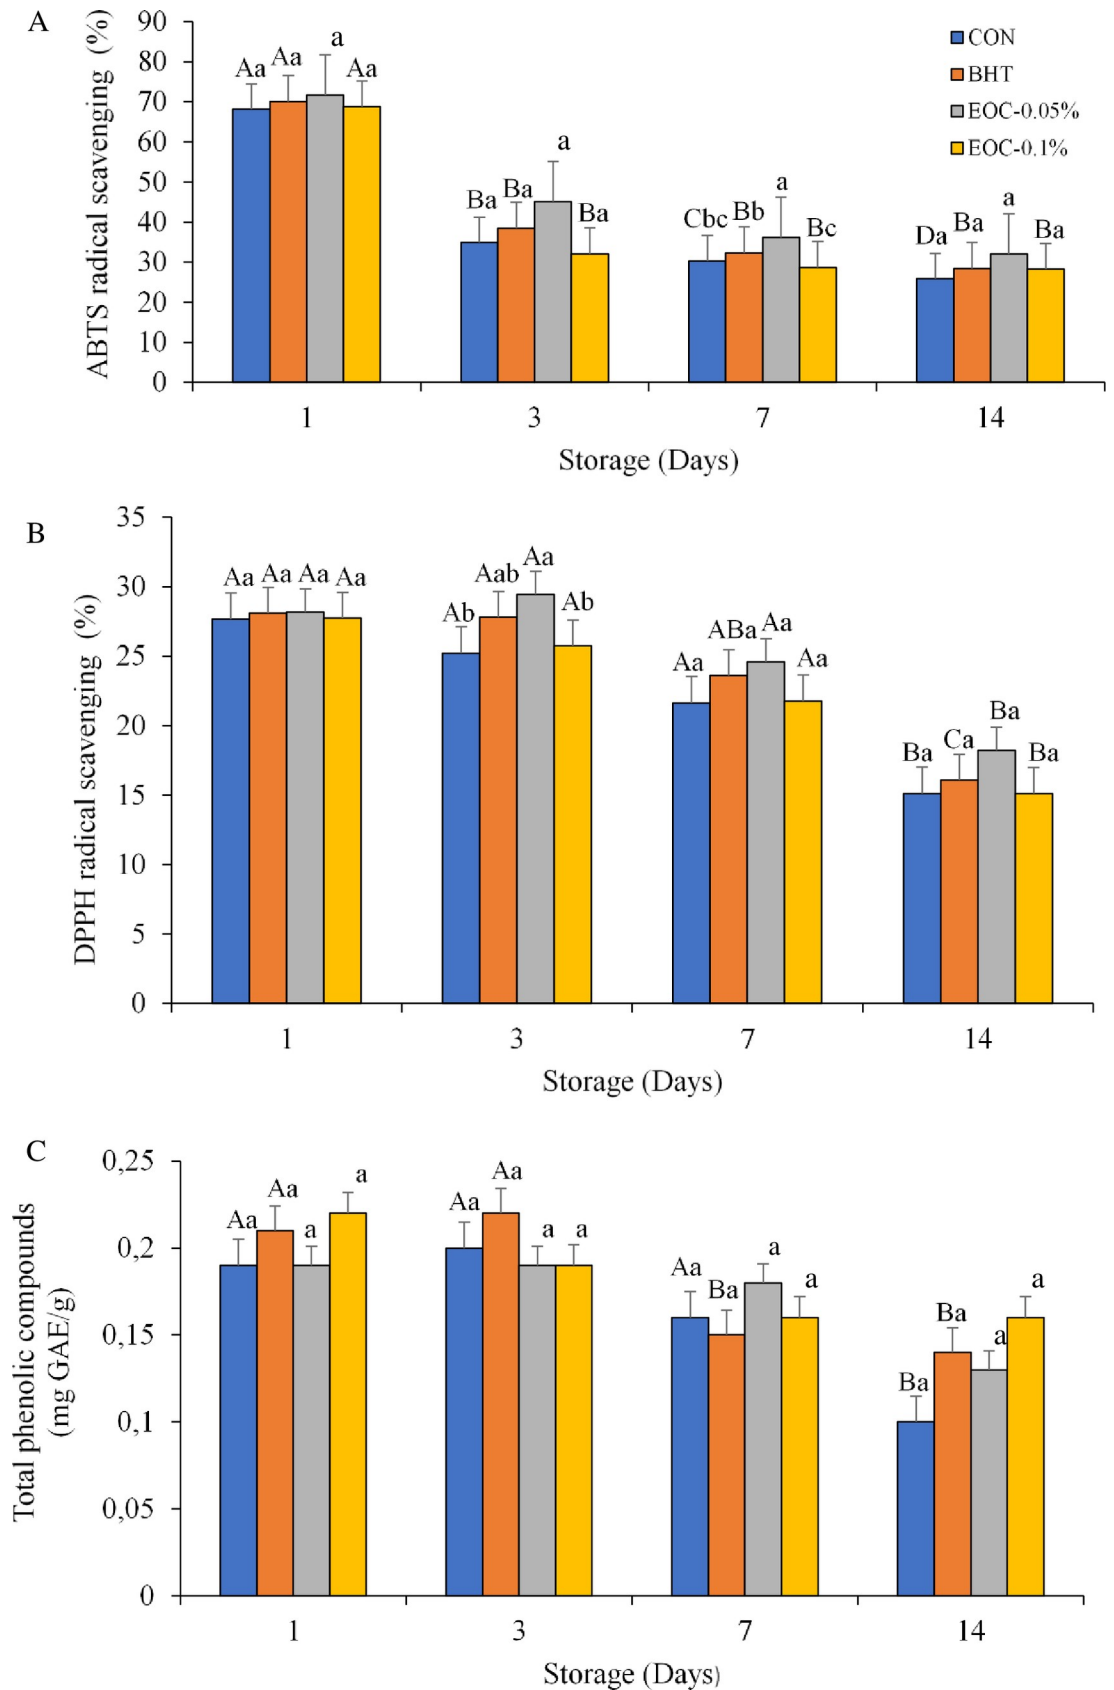 A
ABTS radical scavenging (%)
90
80
70
60
50
40
30
20
10
0
CON
BHT
EOC-0.05%
EOC-0.1%
Aa Aa a Aa
Ba Ba a Ba
Cbc Bb a Bc
Da Ba a Ba
1 3 7 14
Storage (Days)
B
DPPH radical scavenging (%)
35
30
25
20
15
10
5
0
Aa Aa Aa Aa
Ab Aab Aa Ab
Aa ABa Aa Aa
Ba Ca Ba Ba
1 3 7 14
Storage (Days)
C
Total phenolic compounds
(mg GAE/g)
0,25
0,2
0,15
0,1
0,05
0
Aa Aa a a
Aa Aa a a
Aa Ba a a
Ba Ba a a
1 3 7 14
Storage (Days)